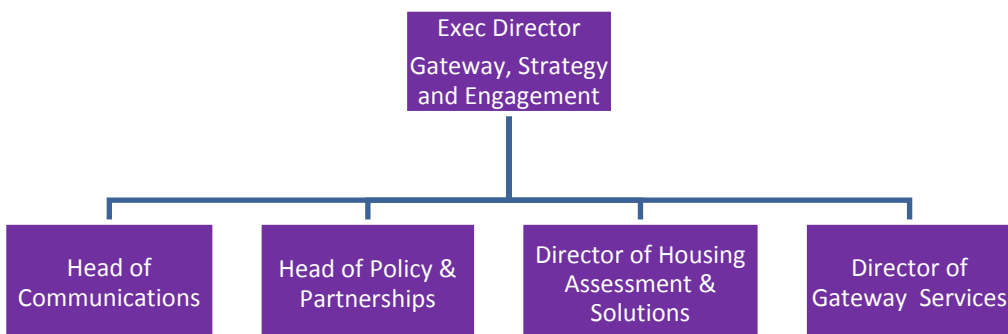 Exec Director
Gateway, Strategy
and Engagement
Head of
Communications
Head of Policy &
Partnerships
Director of Housing
Assessment &
Solutions
Director of
Gateway  Services